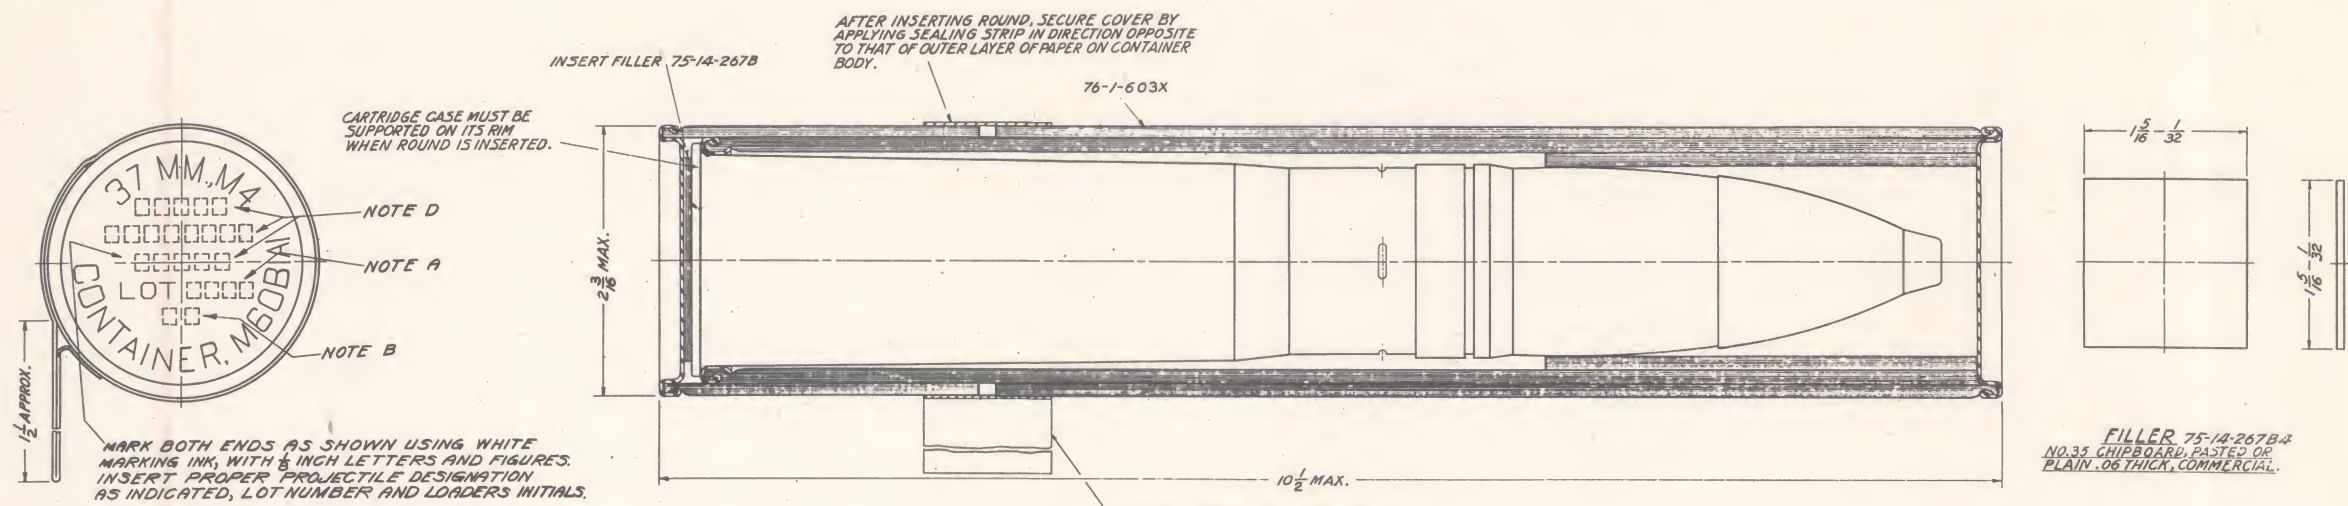 AFTER INSERTING ROUND, SECURE COVER BY
APPLYING SEALING STRIP IN DIRECTION OPPOSITE
TO THAT OF OUTER LAYER OF PAPER ON CONTAINER
BODY.
INSERT FILLER 75-14-267B
76-1-603X
CARTRIDGE CASE MUST BE
SUPPORTED ON ITS RIM
WHEN ROUND IS INSERTED.
37 MM., M4
NOTE D
NOTE A
LOT
CONTAINER, M60BIAI
NOTE B
1 1/2 APPROX.
MARK BOTH ENDS AS SHOWN USING WHITE
MARKING INK, WITH 1/8 INCH LETTERS AND FIGURES.
INSERT PROPER PROJECTILE DESIGNATION
AS INDICATED, LOT NUMBER AND LOADERS INITIALS.
2 3/16 MAX.
10 1/2 MAX.
1 5/16 - 1/32
1 5/16 - 1/32
FILLER 75-14-267B4
NO.35 CHIPBOARD, PASTED OR
PLAIN .06 THICK, COMMERCIAL.